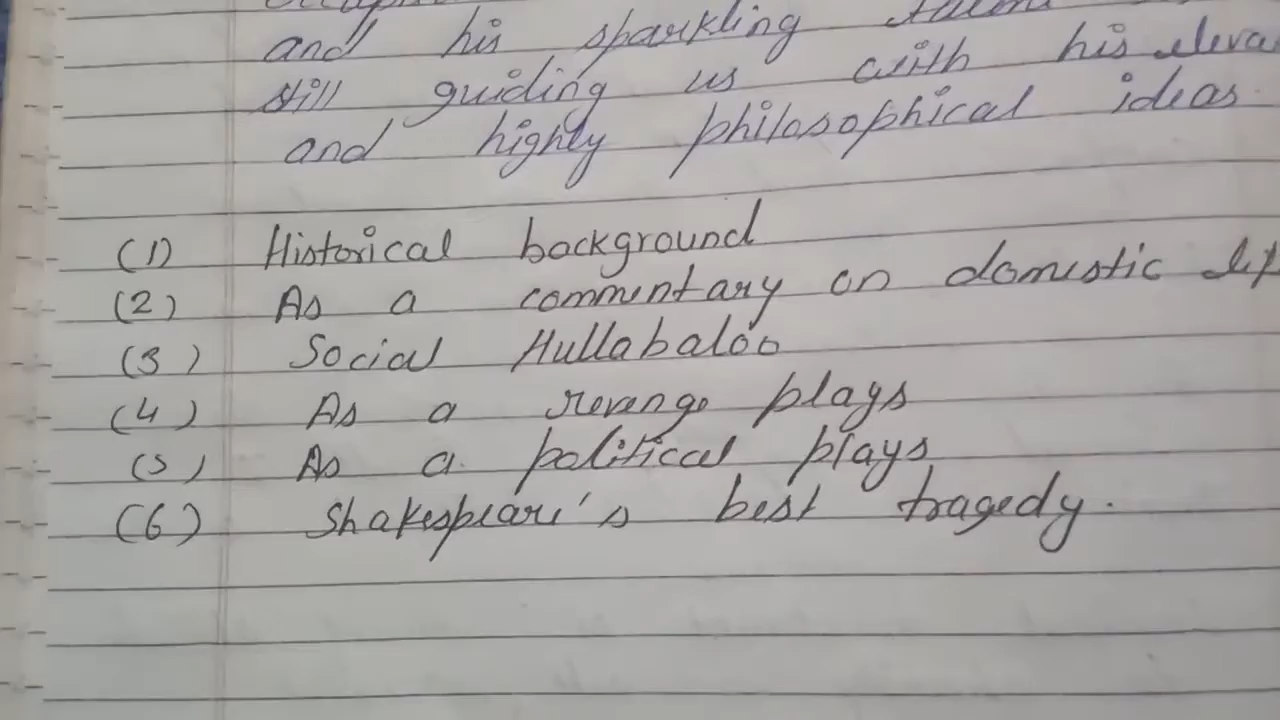 and his sparkling
still guiding us with his
and highly philosophical ideas
(1) Historical background
(2) As a commentary on domestic
(3) Social Hullabaloo
(4) As a revenge plays
(5) As a political plays
(6) Shakespeare's best tragedy.